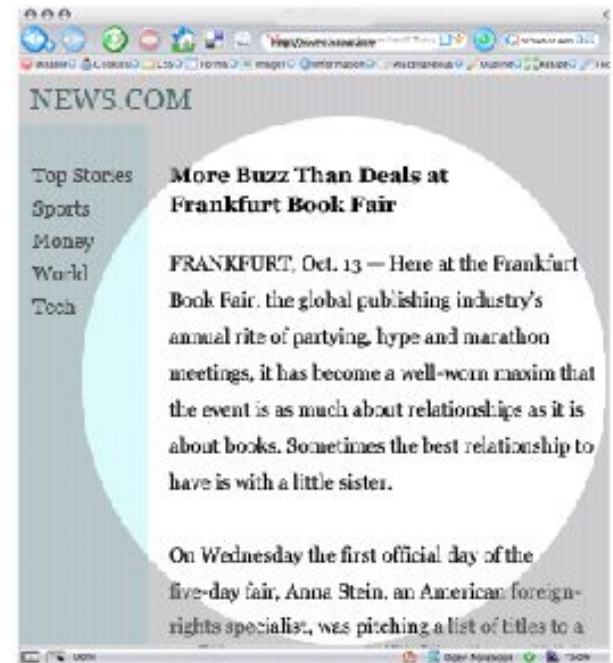 NEWS.COM
Top Stories
Sports
Money
World
Tech
More Buzz Than Deals at
Frankfurt Book Fair
FRANKFURT, Oct. 13 — Here at the Frankfurt
Book Fair, the global publishing industry's
annual rite of partying, hype and marathon
meetings, it has become a well-worn maxim that
the event is as much about relationships as it is
about books. Sometimes the best relationship to
have is with a little sister.
On Wednesday the first official day of the
five-day fair, Anna Stein, an American foreign-
rights specialist, was pitching a list of titles to a